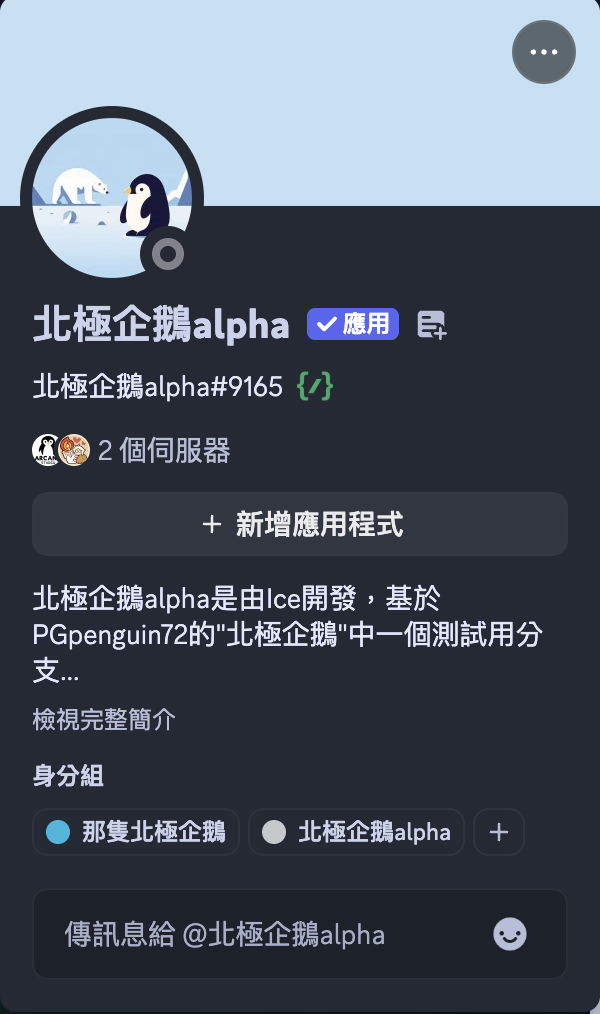 北極企鵝alpha 應用
北極企鵝alpha#9165 {/}
ARCAN
2 個伺服器
+ 新增應用程式
北極企鵝alpha是由Ice開發，基於
PGpenguin72的"北極企鵝"中一個測試用分
支...
檢視完整簡介
身分組
那隻北極企鵝 北極企鵝alpha +
傳訊息給 @北極企鵝alpha